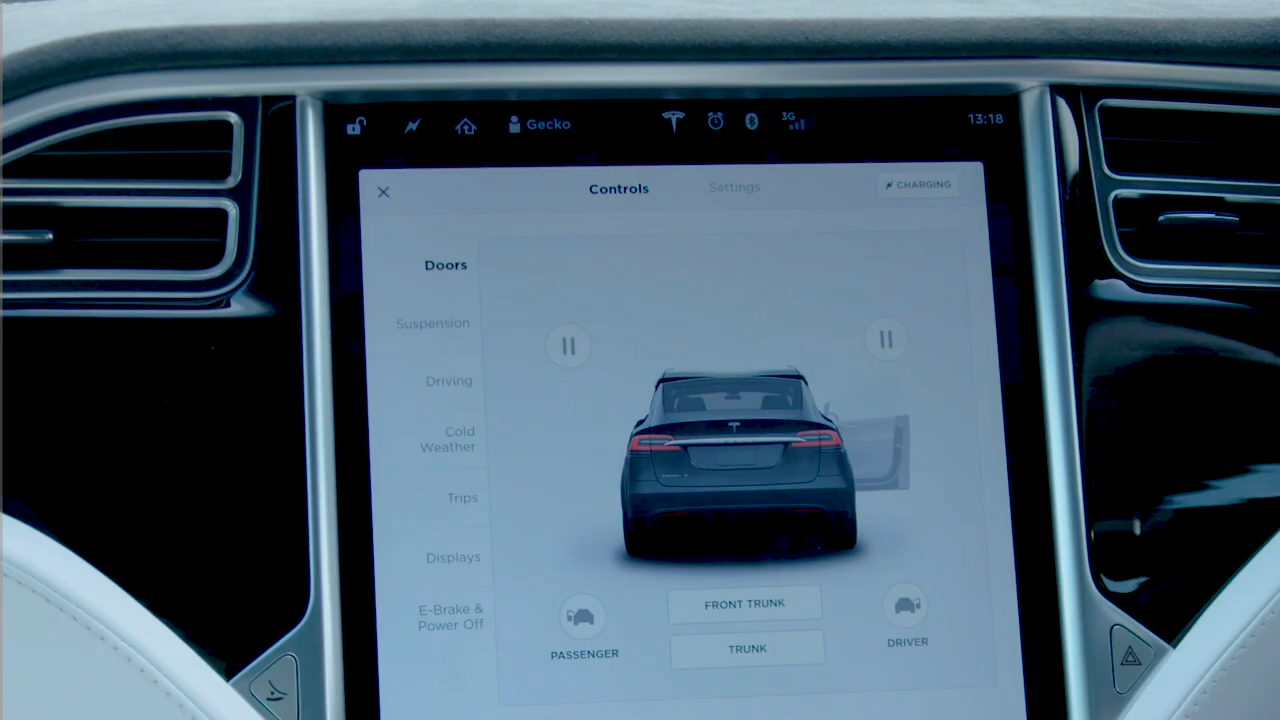 Gecko
3G
13:18
Controls
Settings
CHARGING
Doors
Suspension
Driving
Cold
Weather
Trips
Displays
E-Brake &
Power Off
FRONT TRUNK
TRUNK
PASSENGER
DRIVER